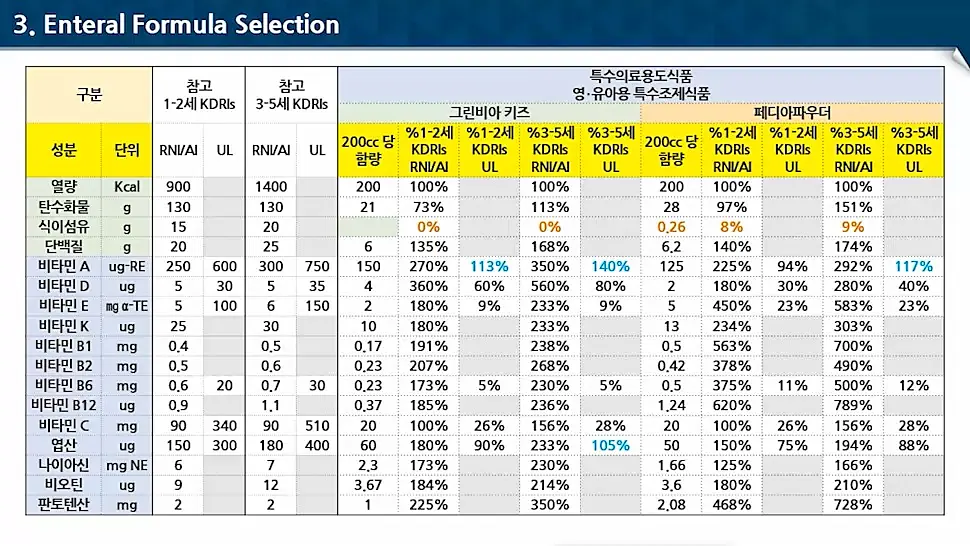 3. Enteral Formula Selection
구분 참고 1-2세 KDRIs 참고 3-5세 KDRIs 특수의료용도식품
영·유아용 특수조제식품
그린비아 키즈 페디아파우더
성분 단위 RNI/AI UL RNI/AI UL 200cc 당 함량 %1-2세 KDRIs RNI/AI %1-2세 KDRIs UL %3-5세 KDRIs RNI/AI %3-5세 KDRIs UL 200cc 당 함량 %1-2세 KDRIs RNI/AI %1-2세 KDRIs UL %3-5세 KDRIs RNI/AI %3-5세 KDRIs UL
열량 Kcal 900 1400 200 100% 100% 200 100% 100%
탄수화물 g 130 130 21 73% 113% 28 97% 151%
식이섬유 g 15 20 0% 0% 0.26 8% 9%
단백질 g 20 25 6 135% 168% 6.2 140% 174%
비타민 A ug-RE 250 600 300 750 150 270% 113% 350% 140% 125 225% 94% 292% 117%
비타민 D ug 5 30 5 35 4 360% 60% 560% 80% 2 180% 30% 280% 40%
비타민 E mg α-TE 5 100 6 150 2 180% 9% 233% 9% 5 450% 23% 583% 23%
비타민 K ug 25 30 10 180% 233% 13 234% 303%
비타민 B1 mg 0.4 0.5 0.17 191% 238% 0.5 563% 700%
비타민 B2 mg 0.5 0.6 0.23 207% 268% 0.42 378% 490%
비타민 B6 mg 0.6 20 0.7 30 0.23 173% 5% 230% 5% 0.5 375% 11% 500% 12%
비타민 B12 ug 0.9 1.1 0.37 185% 236% 1.24 620% 789%
비타민 C mg 90 340 90 510 20 100% 26% 156% 28% 20 100% 26% 156% 28%
엽산 ug 150 300 180 400 60 180% 90% 233% 105% 50 150% 75% 194% 88%
나이아신 mg NE 6 7 2.3 173% 230% 1.66 125% 166%
비오틴 ug 9 12 3.67 184% 214% 3.6 180% 210%
판토텐산 mg 2 2 1 225% 350% 2.08 468% 728%